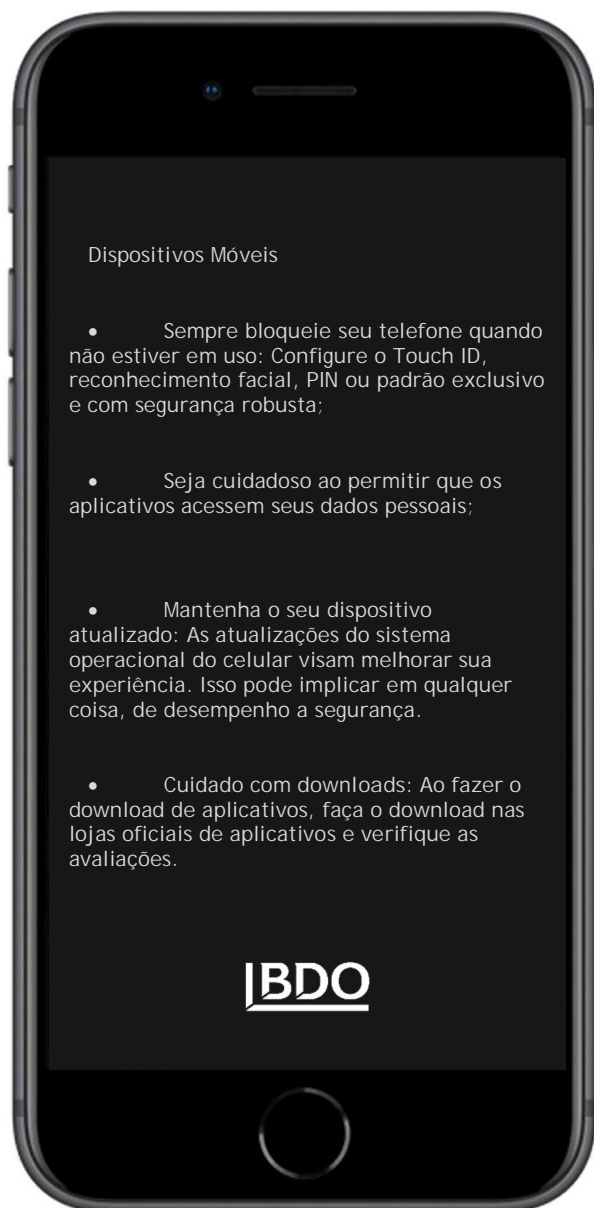 Dispositivos Móveis
• Sempre bloqueie seu telefone quando
não estiver em uso: Configure o Touch ID,
reconhecimento facial, PIN ou padrão exclusivo
e com segurança robusta;
• Seja cuidadoso ao permitir que os
aplicativos acessem seus dados pessoais;
• Mantenha o seu dispositivo
atualizado: As atualizações do sistema
operacional do celular visam melhorar sua
experiência. Isso pode implicar em qualquer
coisa, de desempenho a segurança.
• Cuidado com downloads: Ao fazer o
download de aplicativos, faça o download nas
lojas oficiais de aplicativos e verifique as
avaliações.
BDO